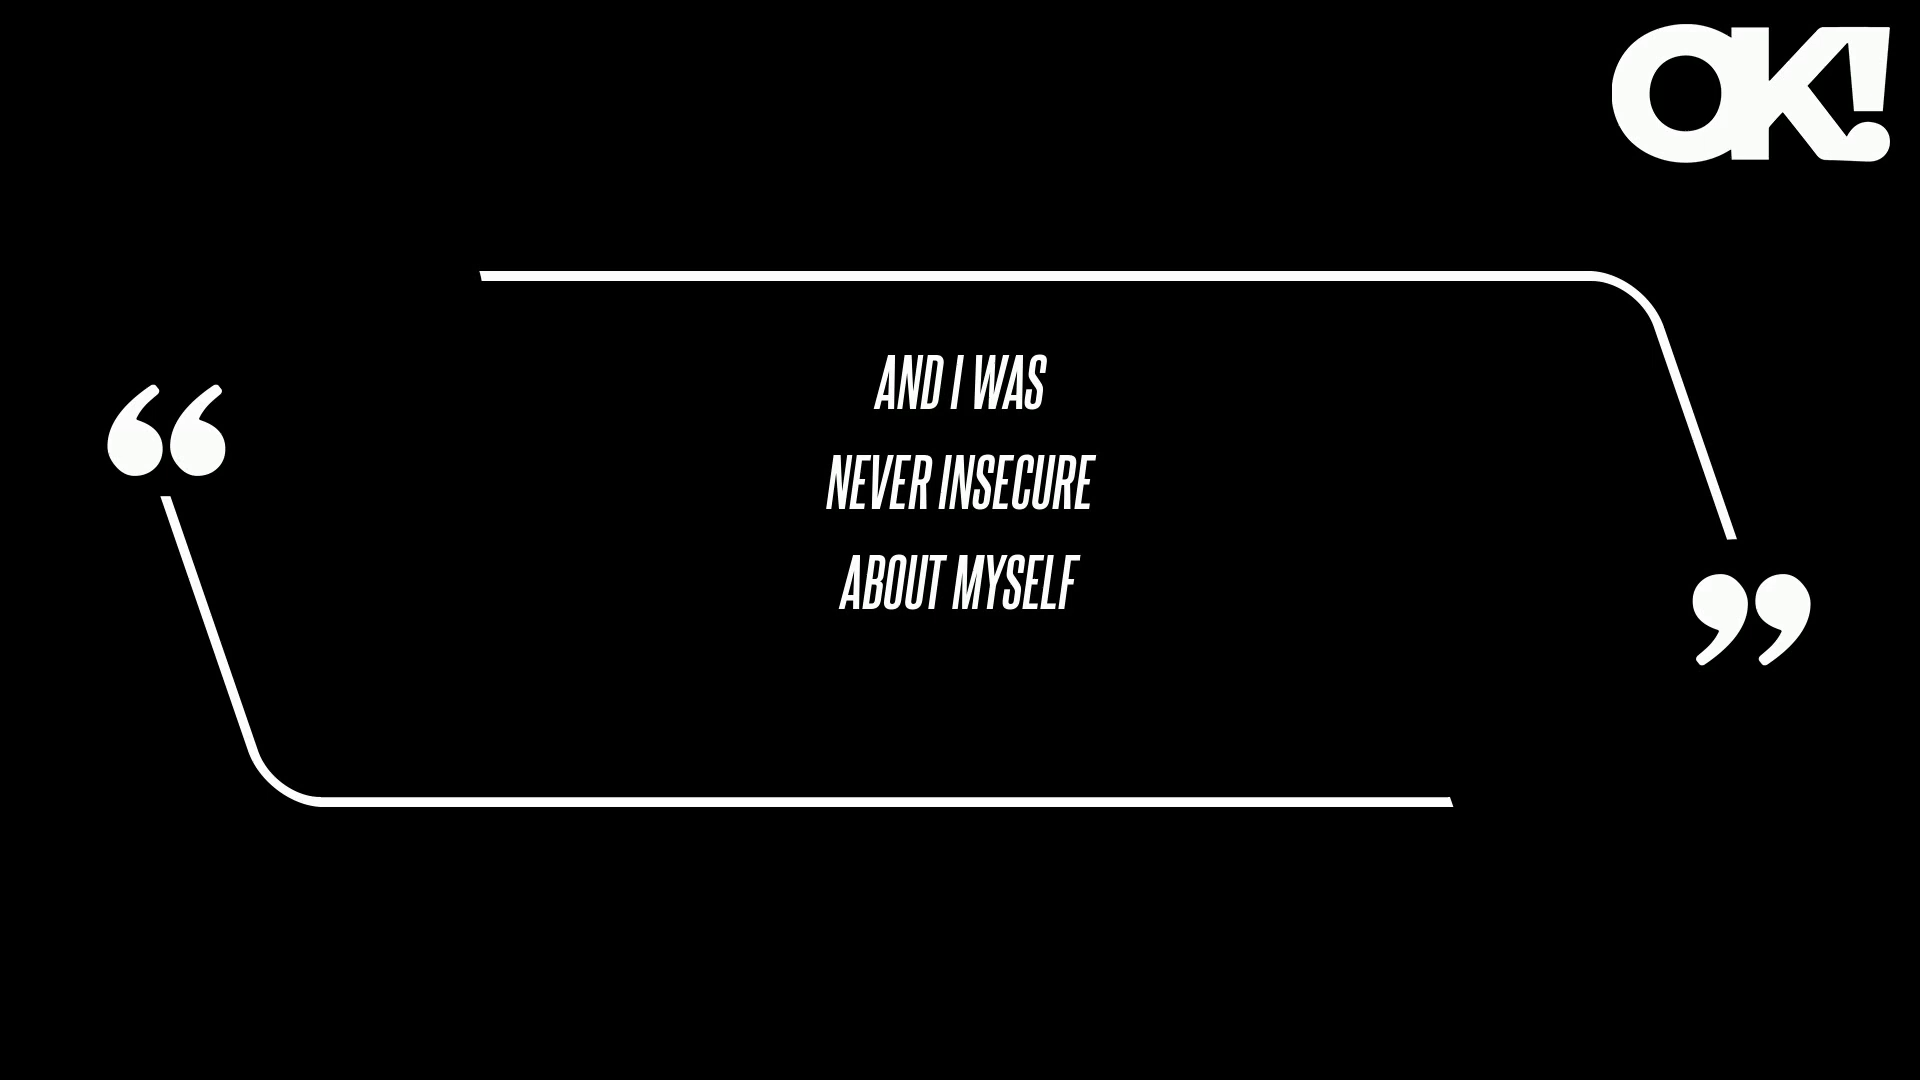 OK!
“
AND I WAS
NEVER INSECURE
ABOUT MYSELF
”